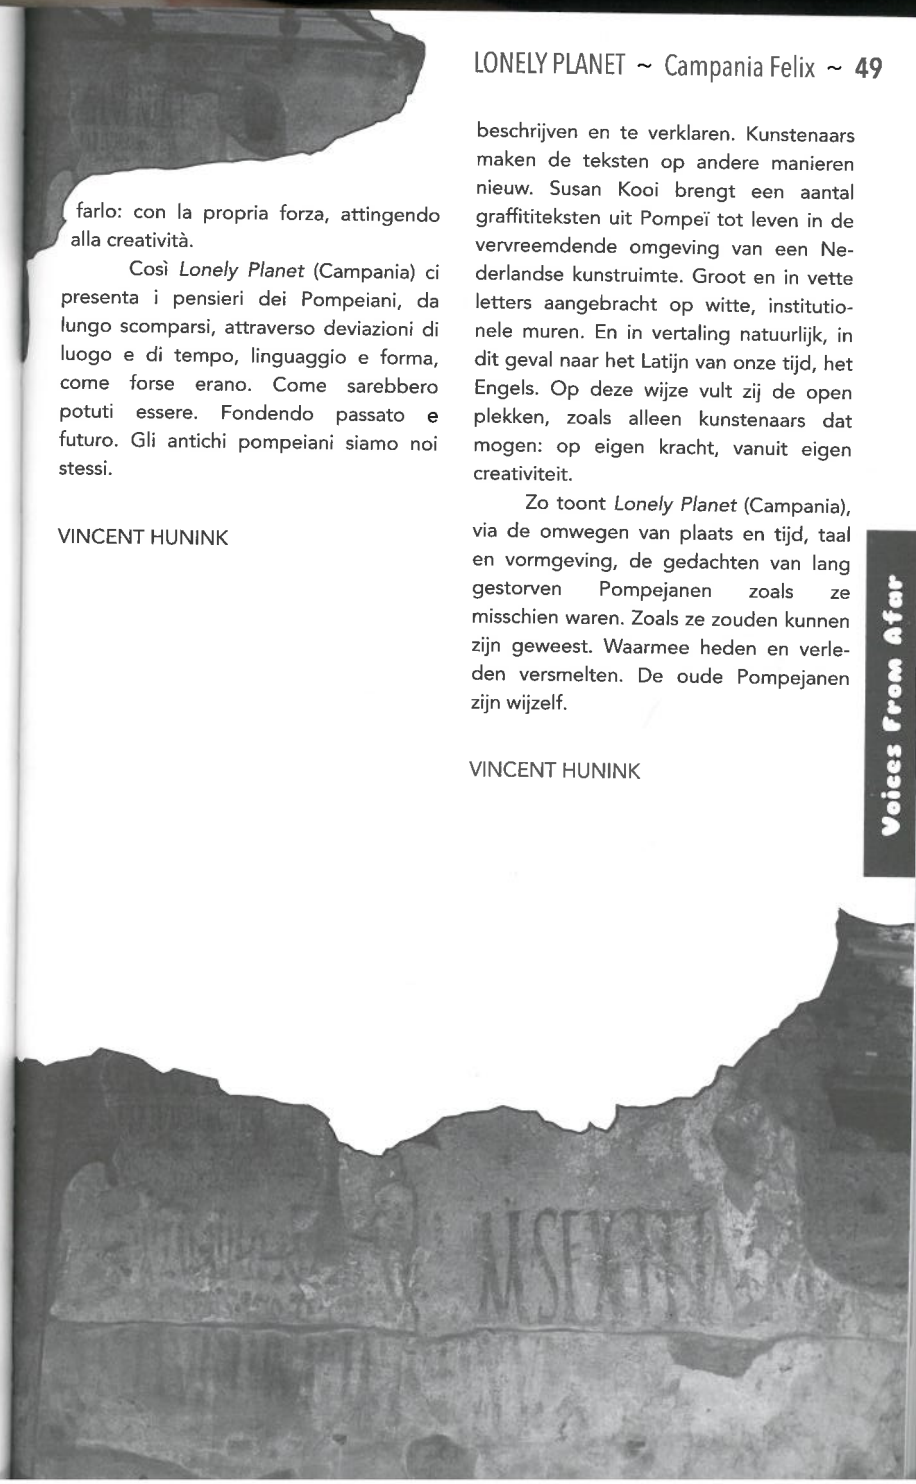 LONELY PLANET ~ Campania Felix ~ 49
farlo: con la propria forza, attingendo
alla creatività.
Così Lonely Planet (Campania) ci
presenta i pensieri dei Pompeiani, da
lungo scomparsi, attraverso deviazioni di
luogo e di tempo, linguaggio e forma,
come forse erano. Come sarebbero
potuti essere. Fondendo passato e
futuro. Gli antichi pompeiani siamo noi
stessi.
VINCENT HUNINK
beschrijven en te verklaren. Kunstenaars
maken de teksten op andere manieren
nieuw. Susan Kooi brengt een aantal
graffititeksten uit Pompeï tot leven in de
vervreemdende omgeving van een Ne-
derlandse kunstruimte. Groot en in vette
letters aangebracht op witte, institutio-
nele muren. En in vertaling natuurlijk, in
dit geval naar het Latijn van onze tijd, het
Engels. Op deze wijze vult zij de open
plekken, zoals alleen kunstenaars dat
mogen: op eigen kracht, vanuit eigen
creativiteit.
Zo toont Lonely Planet (Campania),
via de omwegen van plaats en tijd, taal
en vormgeving, de gedachten van lang
gestorven Pompejanen zoals ze
misschien waren. Zoals ze zouden kunnen
zijn geweest. Waarmee heden en verle-
den versmelten. De oude Pompejanen
zijn wijzelf.
VINCENT HUNINK
Voices From Afar